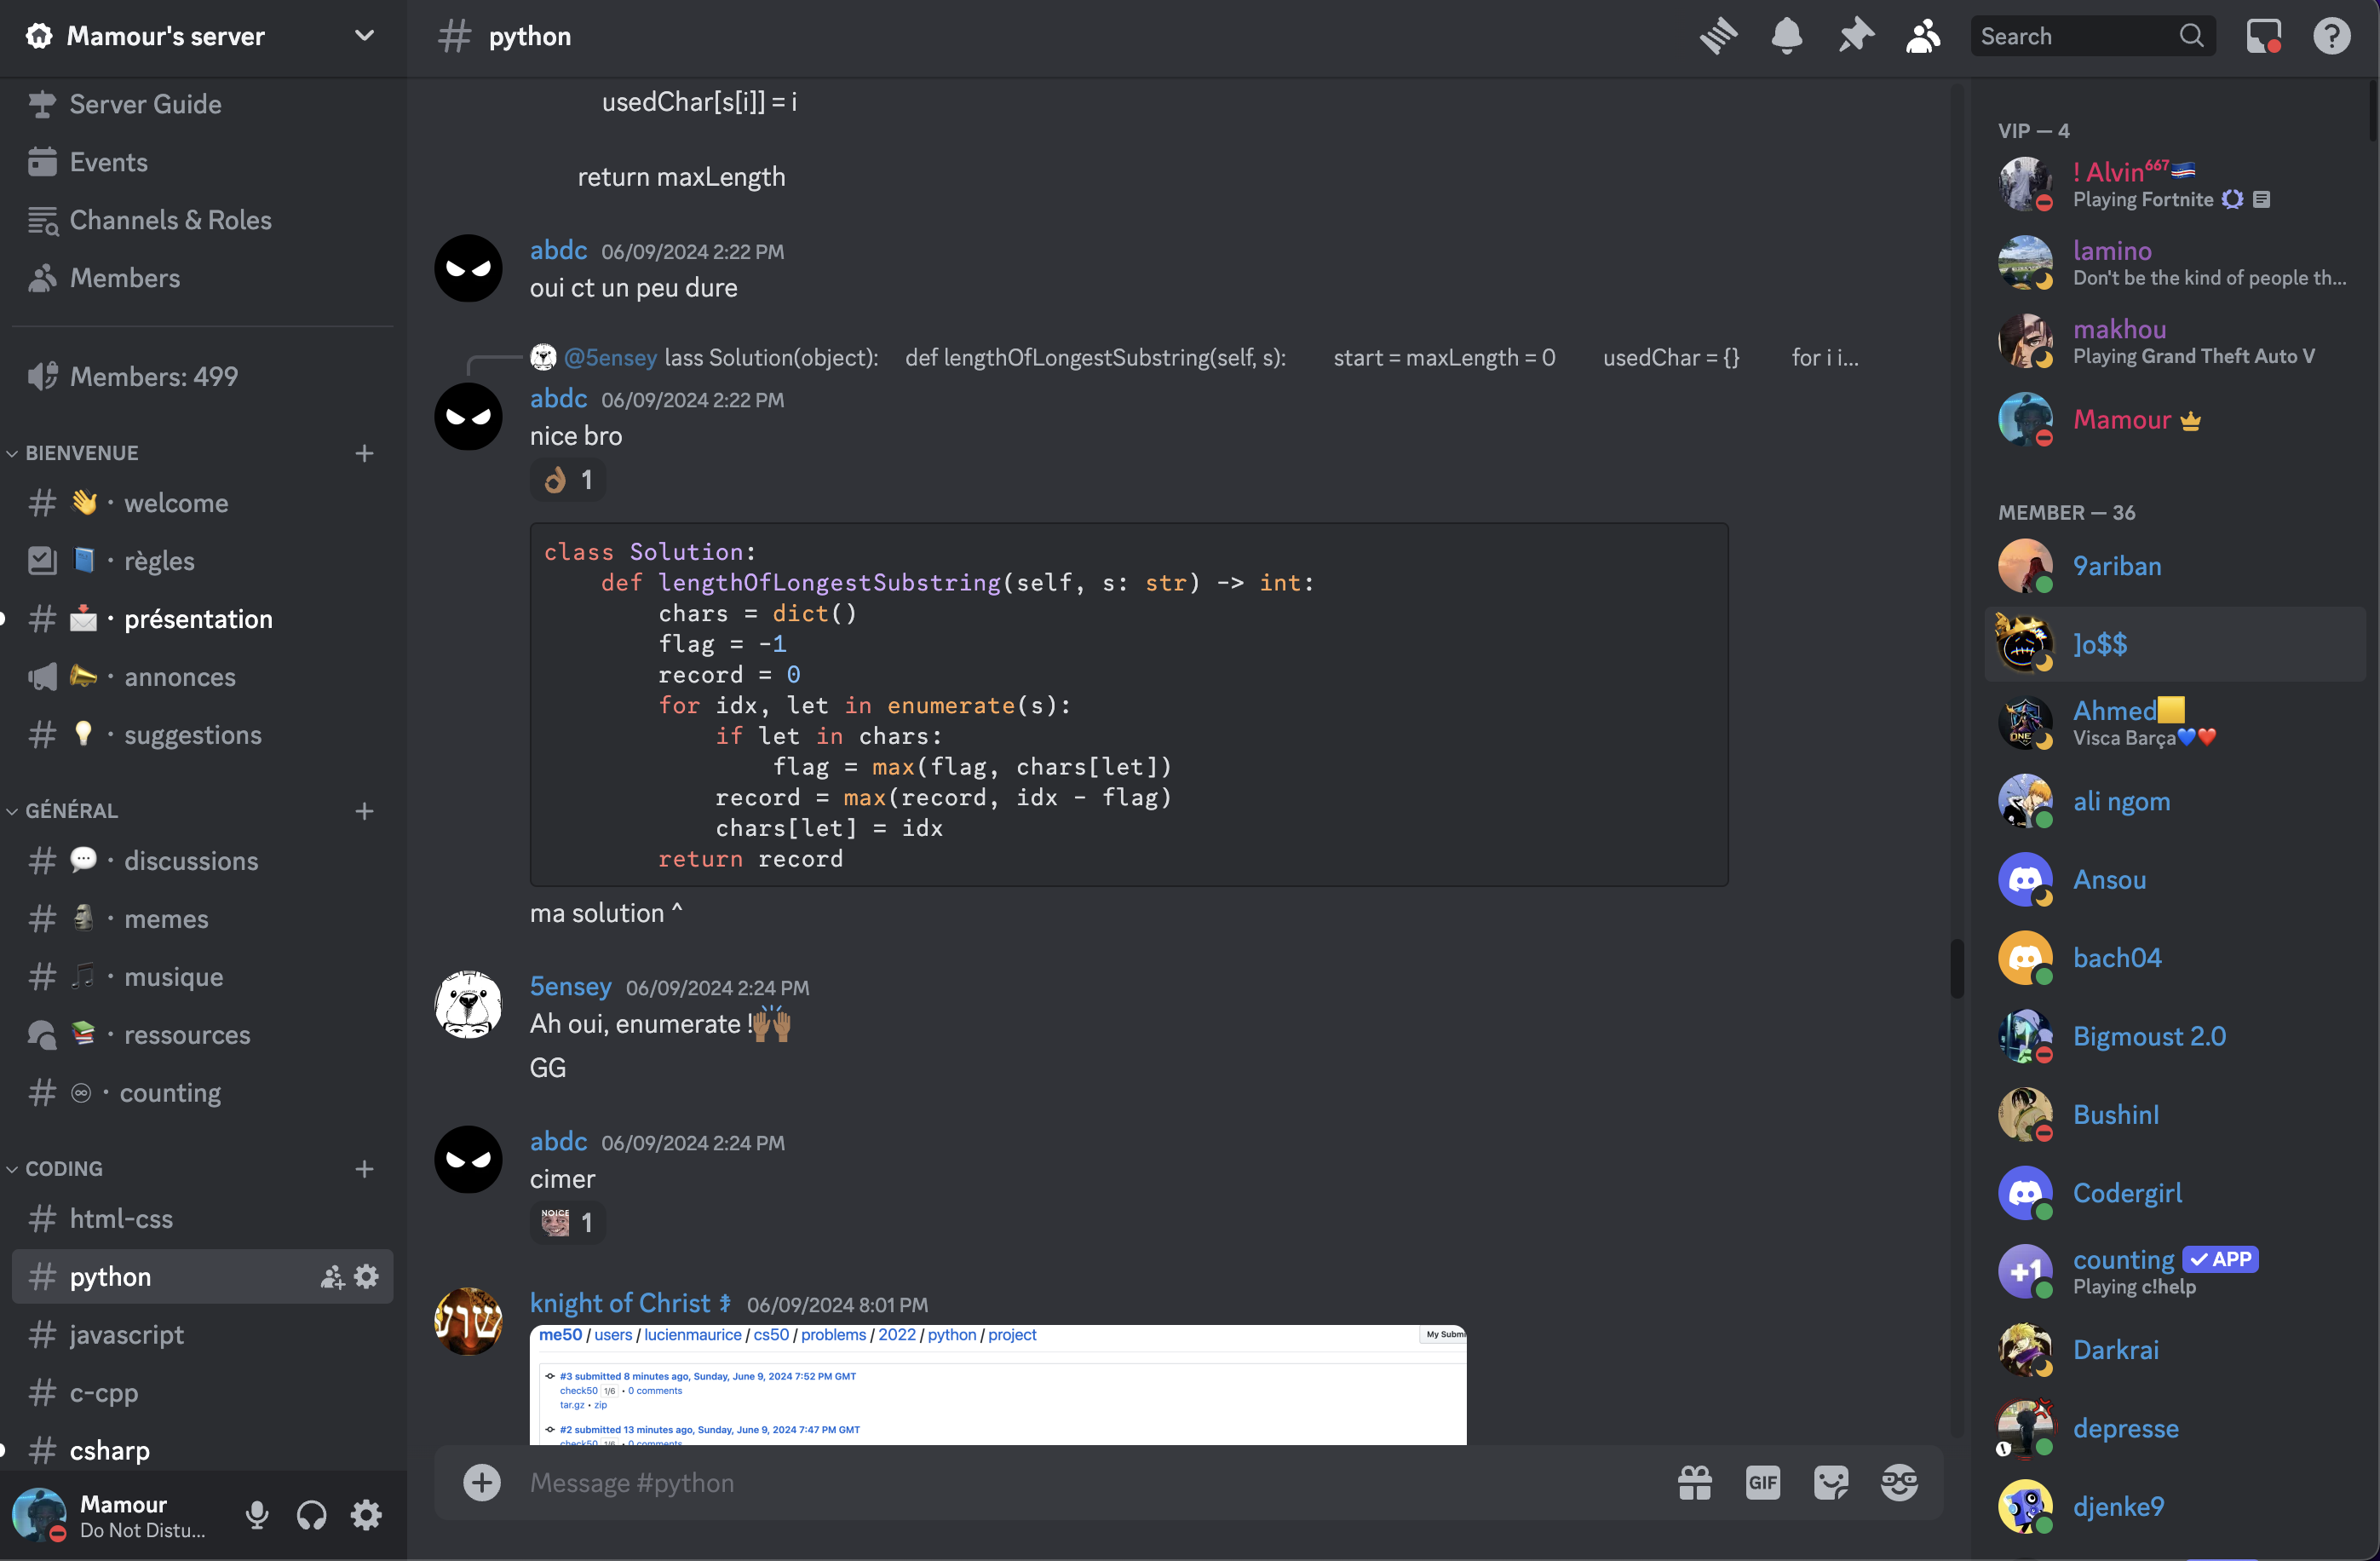 Mamour's server
Server Guide
Events
Channels & Roles
Members
Members: 499
BIENVENUE
👋 · welcome
📘 · règles
📩 · présentation
📣 · annonces
💡 · suggestions
GÉNÉRAL
💬 · discussions
🗿 · memes
🎵 · musique
📚 · ressources
♾ · counting
CODING
html-css
python
javascript
c-cpp
csharp
Mamour
Do Not Distu...
# python
Search
usedChar[s[i]] = i
return maxLength
abdc 06/09/2024 2:22 PM
oui ct un peu dure
@5ensey lass Solution(object): def lengthOfLongestSubstring(self, s): start = maxLength = 0 usedChar = {} for i i...
abdc 06/09/2024 2:22 PM
nice bro
👌🏽 1
class Solution:
def lengthOfLongestSubstring(self, s: str) -> int:
chars = dict()
flag = -1
record = 0
for idx, let in enumerate(s):
if let in chars:
flag = max(flag, chars[let])
record = max(record, idx - flag)
chars[let] = idx
return record
ma solution ^
5ensey 06/09/2024 2:24 PM
Ah oui, enumerate !🙌🏽
GG
abdc 06/09/2024 2:24 PM
cimer
NOICE 1
knight of Christ 06/09/2024 8:01 PM
me50 / users / lucienmaurice / cs50 / problems / 2022 / python / project
My Submi
#3 submitted 8 minutes ago, Sunday, June 9, 2024 7:52 PM GMT
check50 1/6 • 0 comments
tar.gz • zip
#2 submitted 13 minutes ago, Sunday, June 9, 2024 7:47 PM GMT
check50 1/6 • 0 comments
Message #python
GIF
VIP — 4
! Alvin⁶⁶⁷🇨🇻
Playing Fortnite
lamino
Don't be the kind of people th...
makhou
Playing Grand Theft Auto V
Mamour
MEMBER — 36
9ariban
]o$$
Ahmed🟨
Visca Barça💙❤️
ali ngom
Ansou
bach04
Bigmoust 2.0
Bushinl
Codergirl
+1
counting ✓ APP
Playing c!help
Darkrai
depresse
djenke9